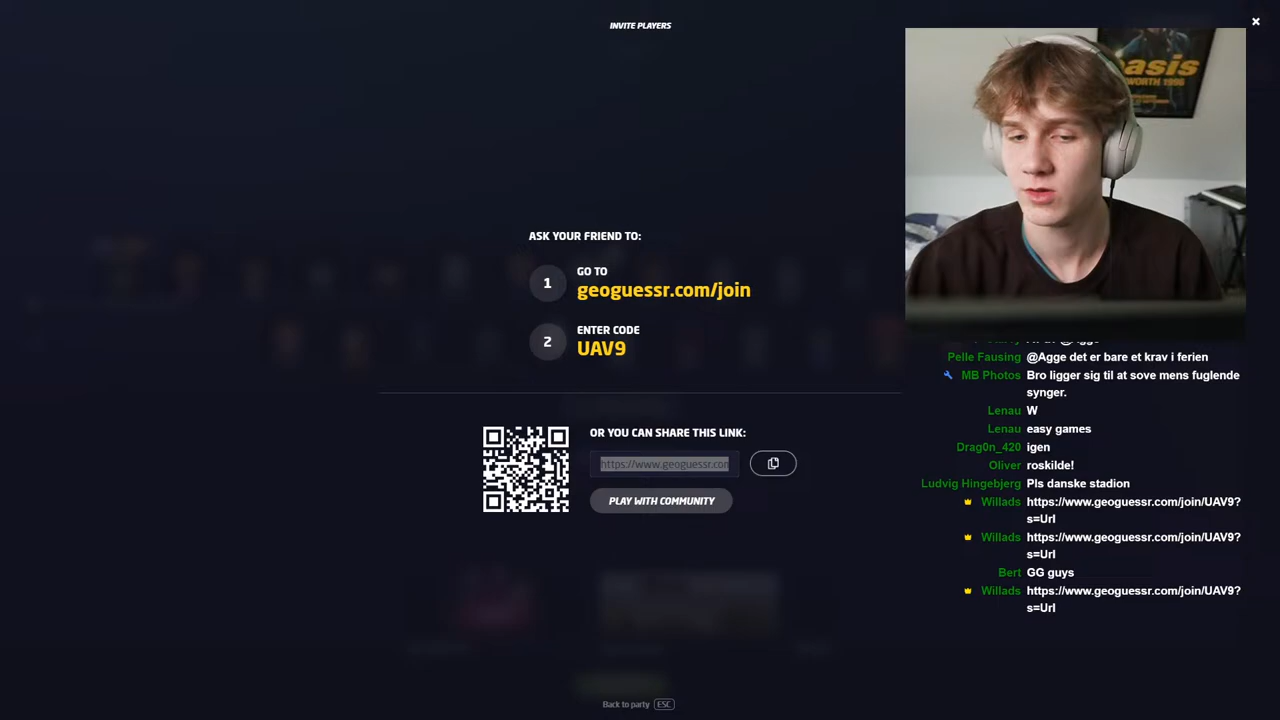 INVITE PLAYERS
ASK YOUR FRIEND TO:
1
GO TO
geoguessr.com/join
2
ENTER CODE
UAV9
OR YOU CAN SHARE THIS LINK:
https://www.geoguessr.com
PLAY WITH COMMUNITY
Back to party ESC
oasis
WORTH 1996
Pelle Fausing @Agge det er bare et krav i ferien
MB Photos Bro ligger sig til at sove mens fuglende
synger.
Lenau W
Lenau easy games
Drag0n_420 igen
Oliver roskilde!
Ludvig Hingebjerg Pls danske stadion
Willads https://www.geoguessr.com/join/UAV9?
s=Url
Willads https://www.geoguessr.com/join/UAV9?
s=Url
Bert GG guys
Willads https://www.geoguessr.com/join/UAV9?
s=Url